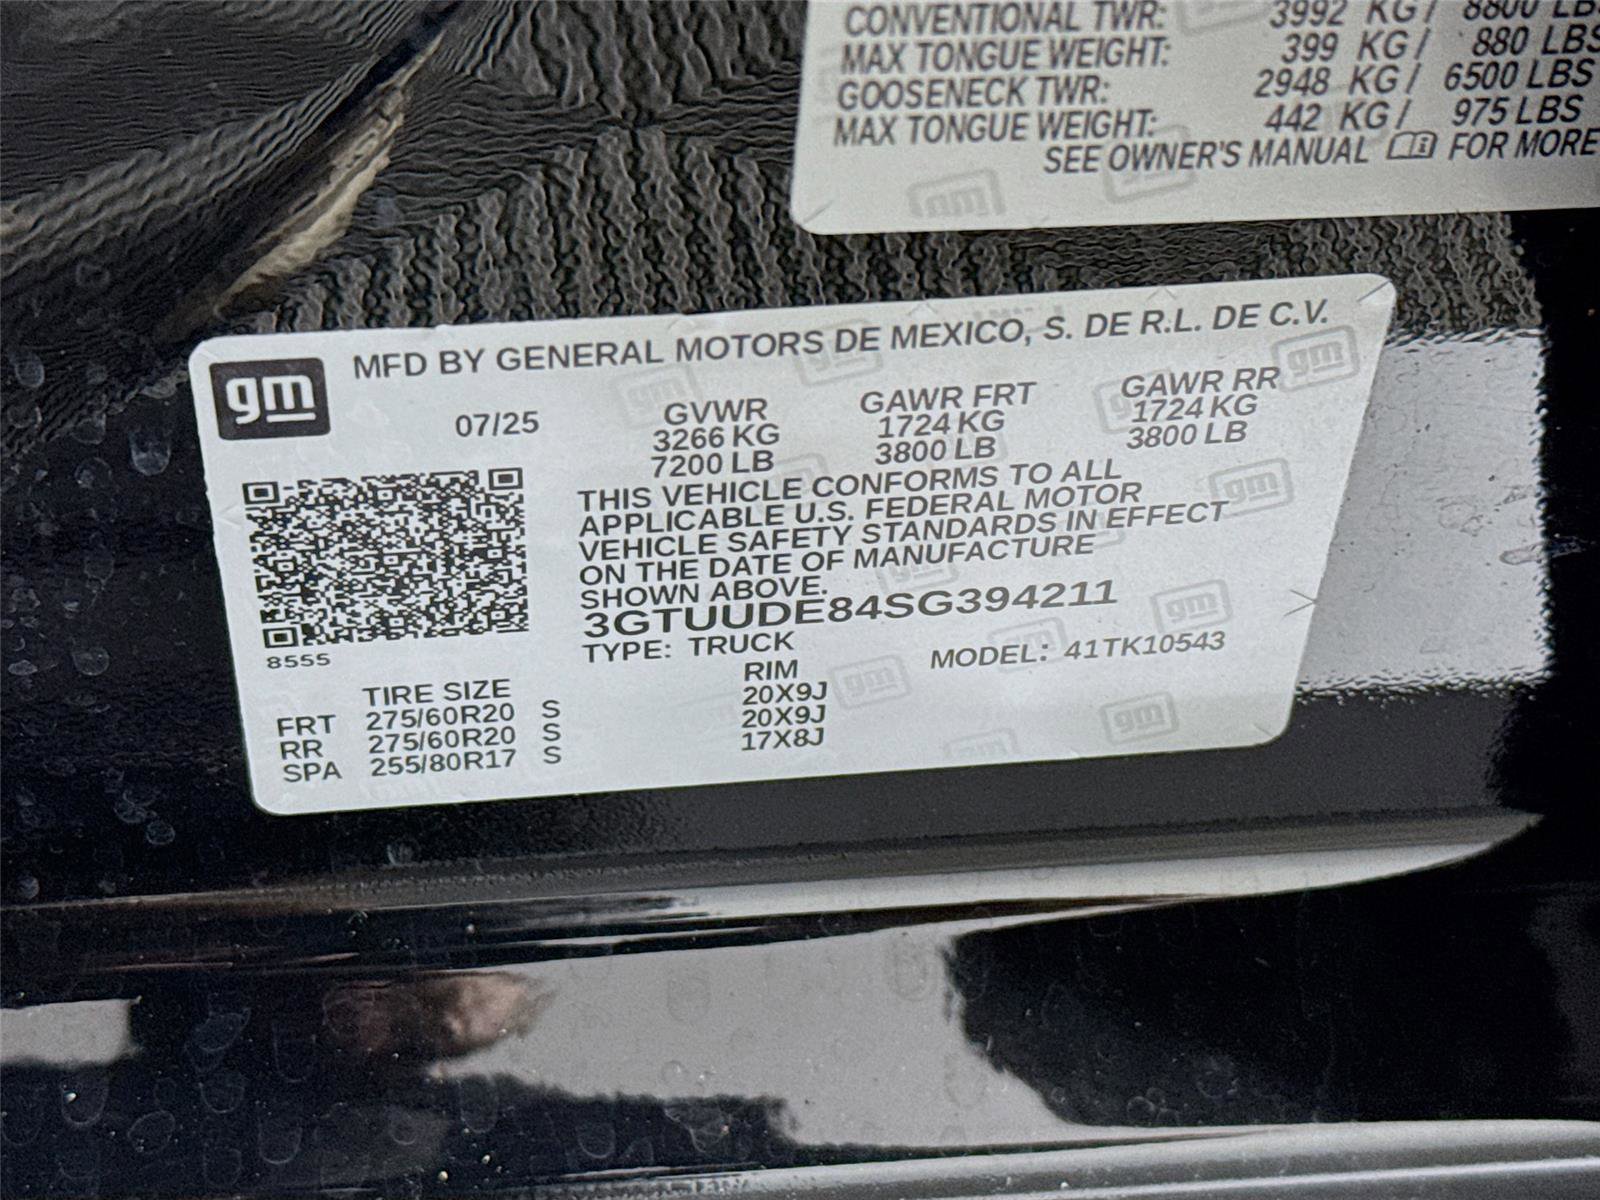 CONVENTIONAL TWR: 3992 KG / 8800 LB
MAX TONGUE WEIGHT: 399 KG / 880 LBS
GOOSENECK TWR: 2948 KG / 6500 LBS
MAX TONGUE WEIGHT: 442 KG / 975 LBS
SEE OWNER'S MANUAL FOR MORE
gm
MFD BY GENERAL MOTORS DE MEXICO, S. DE R.L. DE C.V.
07/25
GVWR GAWR FRT GAWR RR
3266 KG 1724 KG 1724 KG
7200 LB 3800 LB 3800 LB
THIS VEHICLE CONFORMS TO ALL
APPLICABLE U.S. FEDERAL MOTOR
VEHICLE SAFETY STANDARDS IN EFFECT
ON THE DATE OF MANUFACTURE
SHOWN ABOVE.
3GTUUDE84SG394211
TYPE: TRUCK MODEL: 41TK10543
8555
TIRE SIZE RIM
FRT 275/60R20 S 20X9J
RR 275/60R20 S 20X9J
SPA 255/80R17 S 17X8J